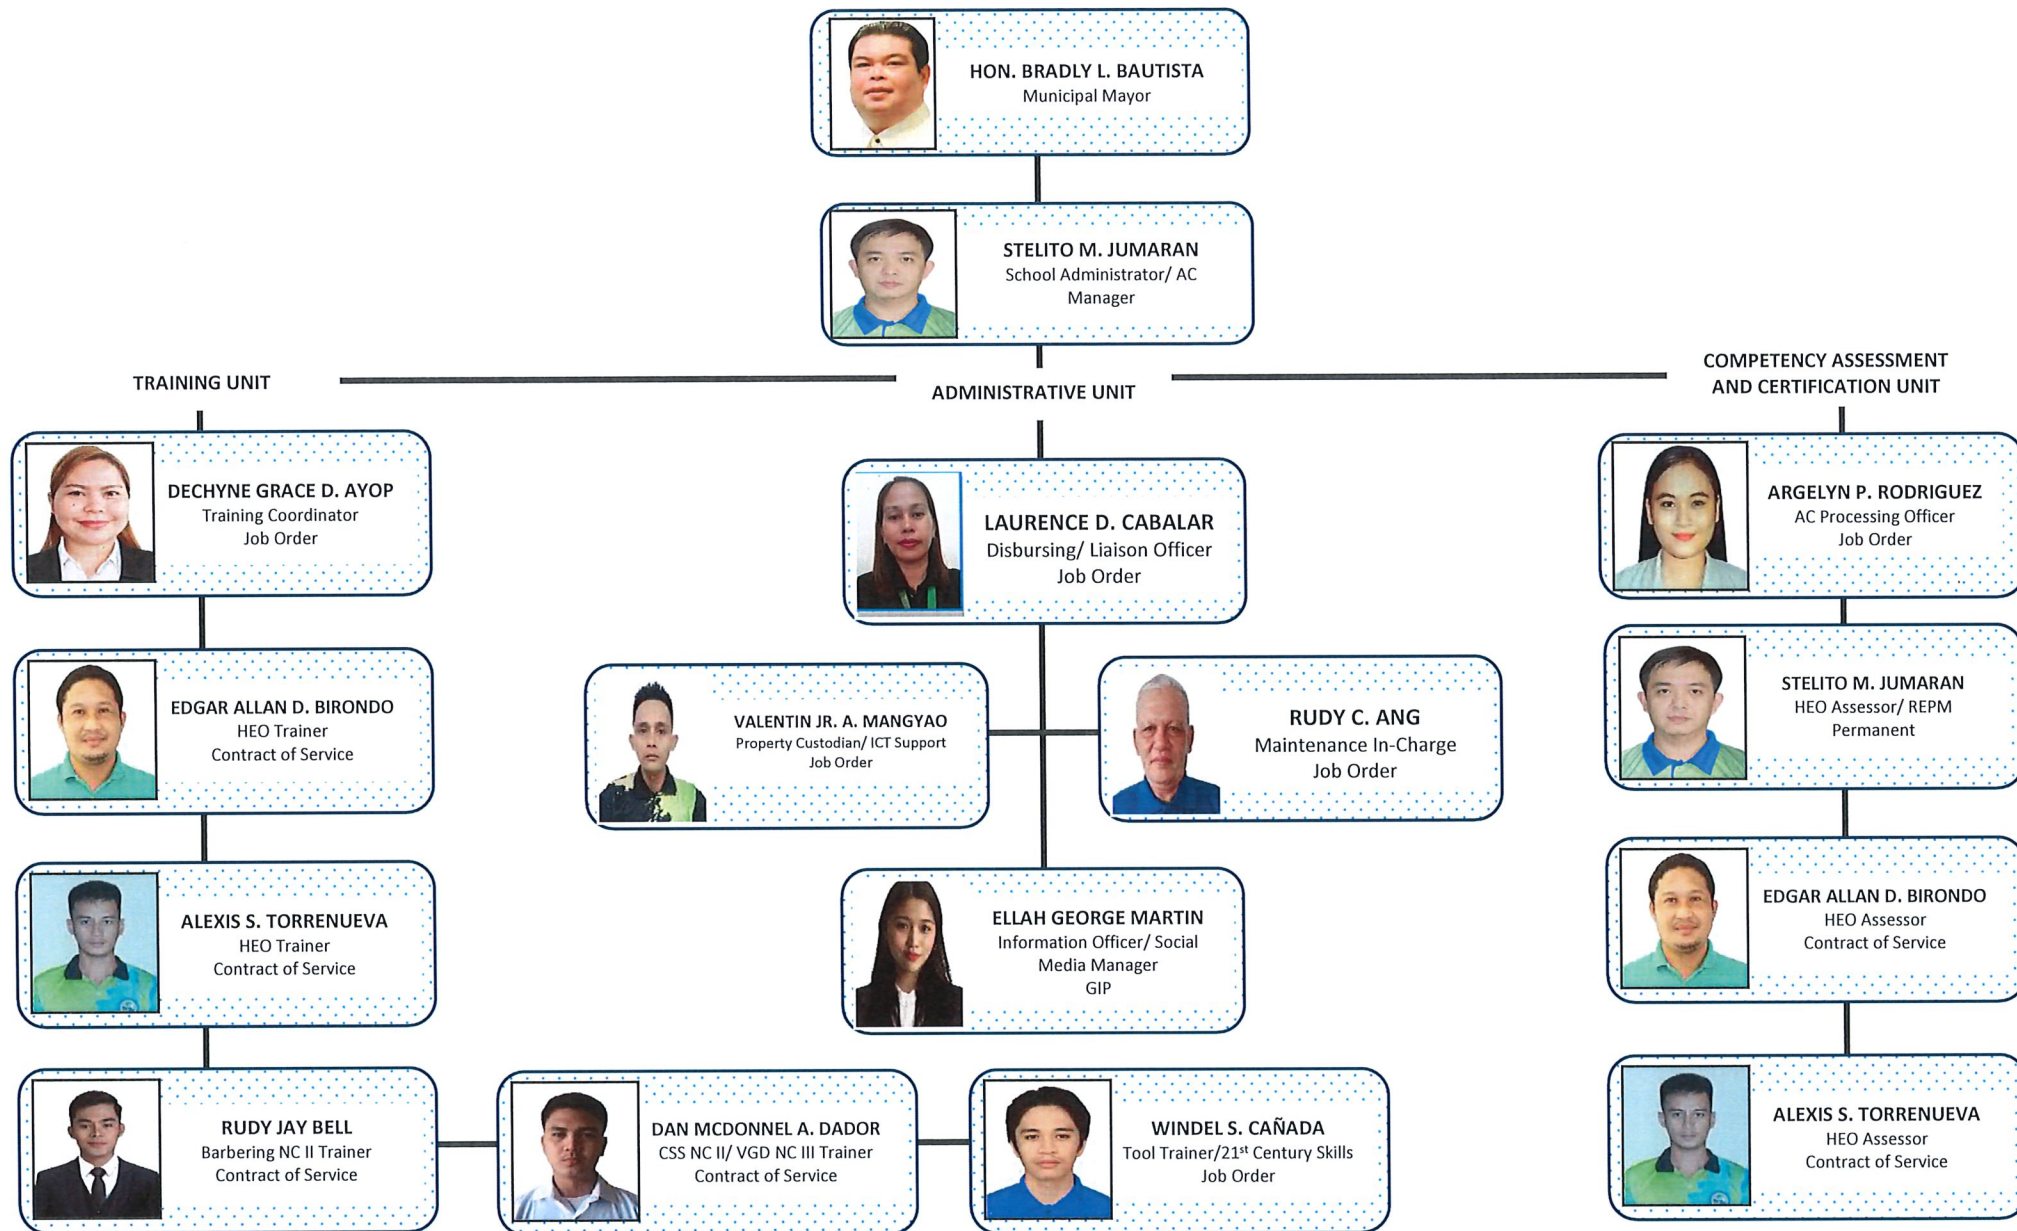 HON. BRADLY L. BAUTISTA
Municipal Mayor
STELITO M. JUMARAN
School Administrator/ AC
Manager
TRAINING UNIT
ADMINISTRATIVE UNIT
COMPETENCY ASSESSMENT
AND CERTIFICATION UNIT
DECHYNE GRACE D. AYOP
Training Coordinator
Job Order
LAURENCE D. CABALAR
Disbursing/ Liaison Officer
Job Order
ARGELYN P. RODRIGUEZ
AC Processing Officer
Job Order
EDGAR ALLAN D. BIRONDO
HEO Trainer
Contract of Service
VALENTIN JR. A. MANGYAO
Property Custodian/ ICT Support
Job Order
RUDY C. ANG
Maintenance In-Charge
Job Order
STELITO M. JUMARAN
HEO Assessor/ REPM
Permanent
ALEXIS S. TORRENUEVA
HEO Trainer
Contract of Service
ELLAH GEORGE MARTIN
Information Officer/ Social
Media Manager
GIP
EDGAR ALLAN D. BIRONDO
HEO Assessor
Contract of Service
RUDY JAY BELL
Barbering NC II Trainer
Contract of Service
DAN MCDONNEL A. DADOR
CSS NC II/ VGD NC III Trainer
Contract of Service
WINDEL S. CAÑADA
Tool Trainer/21st Century Skills
Job Order
ALEXIS S. TORRENUEVA
HEO Assessor
Contract of Service